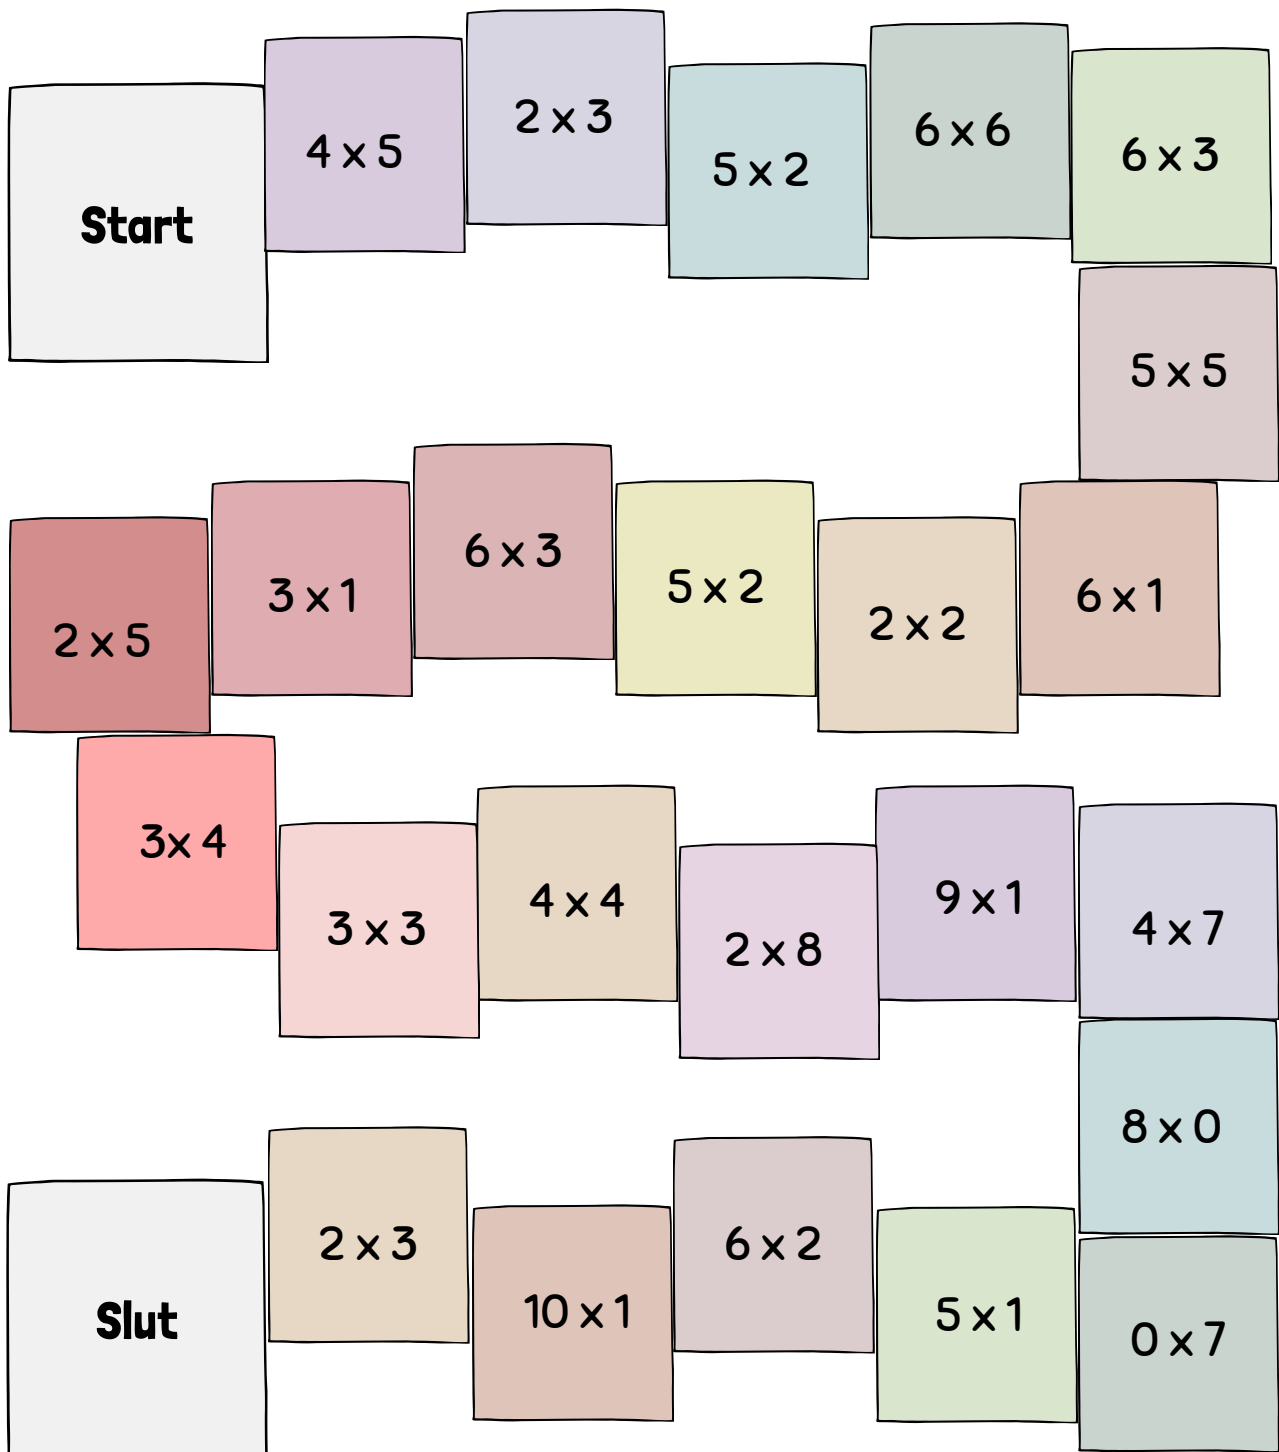 Start
4 x 5
2 x 3
5 x 2
6 x 6
6 x 3
5 x 5
6 x 1
2 x 2
5 x 2
6 x 3
3 x 1
2 x 5
3x 4
3 x 3
4 x 4
2 x 8
9 x 1
4 x 7
8 x 0
0 x 7
5 x 1
6 x 2
10 x 1
2 x 3
Slut